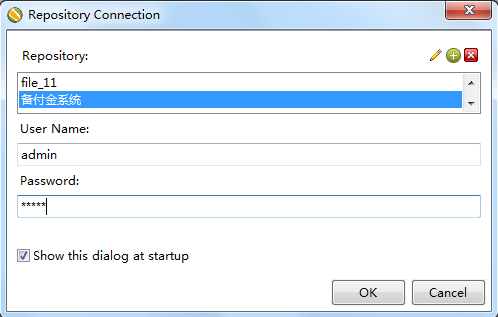 Repository Connection
Repository:
file_11
备付金系统
User Name:
admin
Password:
*****
Show this dialog at startup
OK
Cancel